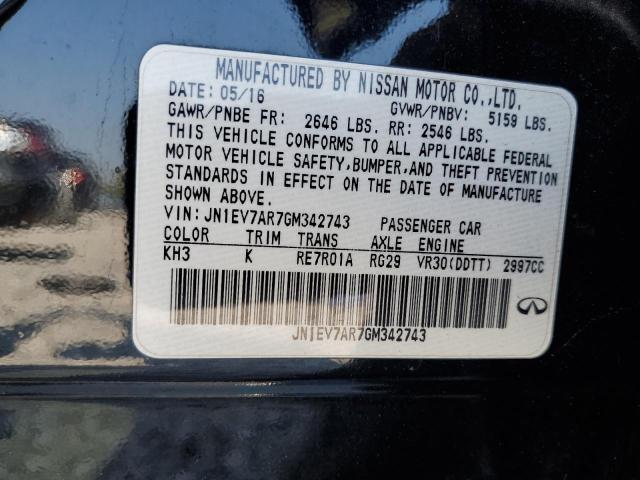 MANUFACTURED BY NISSAN MOTOR CO.,LTD.
DATE: 05/16 GVWR/PNBV: 5159 LBS.
GAWR/PNBE FR: 2646 LBS. RR: 2546 LBS.
THIS VEHICLE CONFORMS TO ALL APPLICABLE FEDERAL
MOTOR VEHICLE SAFETY,BUMPER,AND THEFT PREVENTION
STANDARDS IN EFFECT ON THE DATE OF MANUFACTURE
SHOWN ABOVE.
VIN: JN1EV7AR7GM342743 PASSENGER CAR
COLOR TRIM TRANS AXLE ENGINE
KH3 K RE7R01A RG29 VR30(DDTT) 2997CC
JN1EV7AR7GM342743